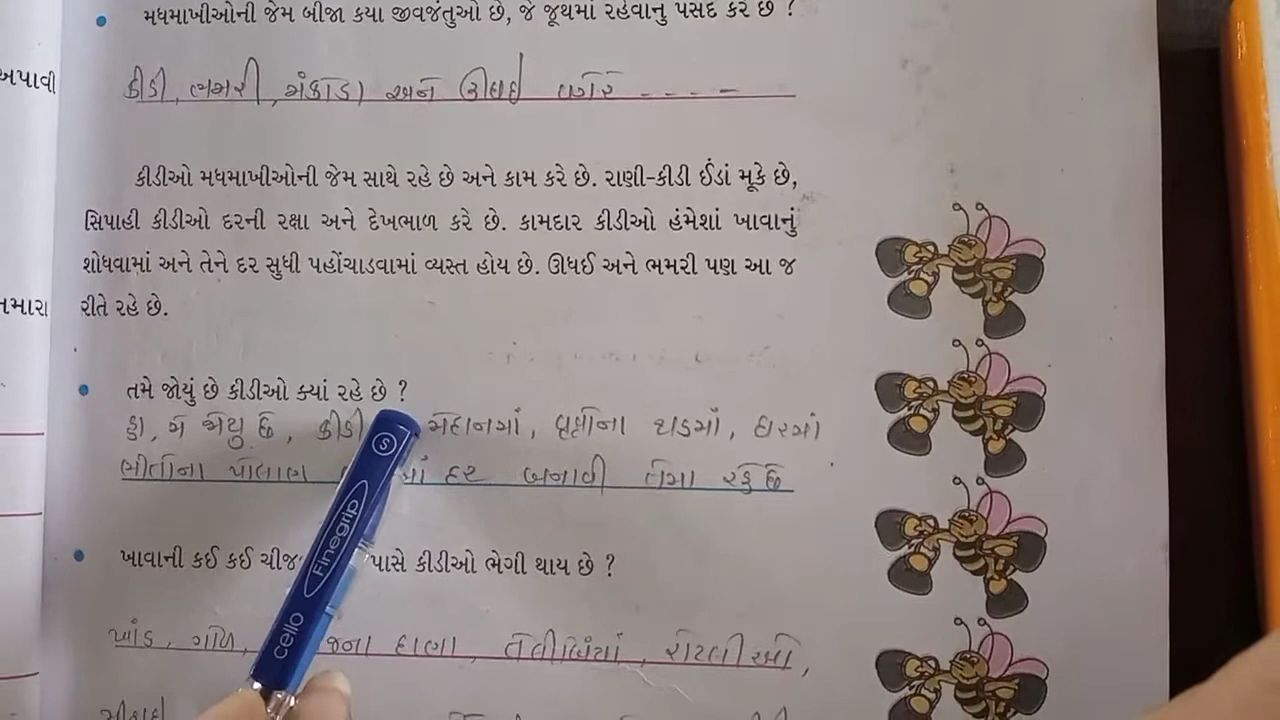 મધમાખીઓની જેમ બીજા કયા જીવજંતુઓ છે, જે જૂથમાં રહેવાનુ પસંદ કરે છે ?
અપાવી
કીડી, ભમરી, મંકોડા અને ઊધઈ વગેરે ----
કીડીઓ મધમાખીઓની જેમ સાથે રહે છે અને કામ કરે છે. રાણી-કીડી ઈંડાં મૂકે છે,
સિપાહી કીડીઓ દરની રક્ષા અને દેખભાળ કરે છે. કામદાર કીડીઓ હંમેશાં ખાવાનું
શોધવામાં અને તેને દર સુધી પહોંચાડવામાં વ્યસ્ત હોય છે. ઊધઈ અને ભમરી પણ આ જ
તમારા
રીતે રહે છે.
તમે જોયું છે કીડીઓ ક્યાં રહે છે ?
હા, મેં જોયુ છે, કીડી મેદાનમાં, વૃક્ષોના થડમાં, ઘરમાં
ભીંતોના પોલાણ માં દર બનાવી તેમા રહે છે
ખાવાની કઈ કઈ ચીજ પાસે કીડીઓ ભેગી થાય છે ?
ખાંડ, ગોળ, જના દાણા, તેલીબિંયાં, રોટલીઓ,
મીઠાઇ
cello Finegrip S